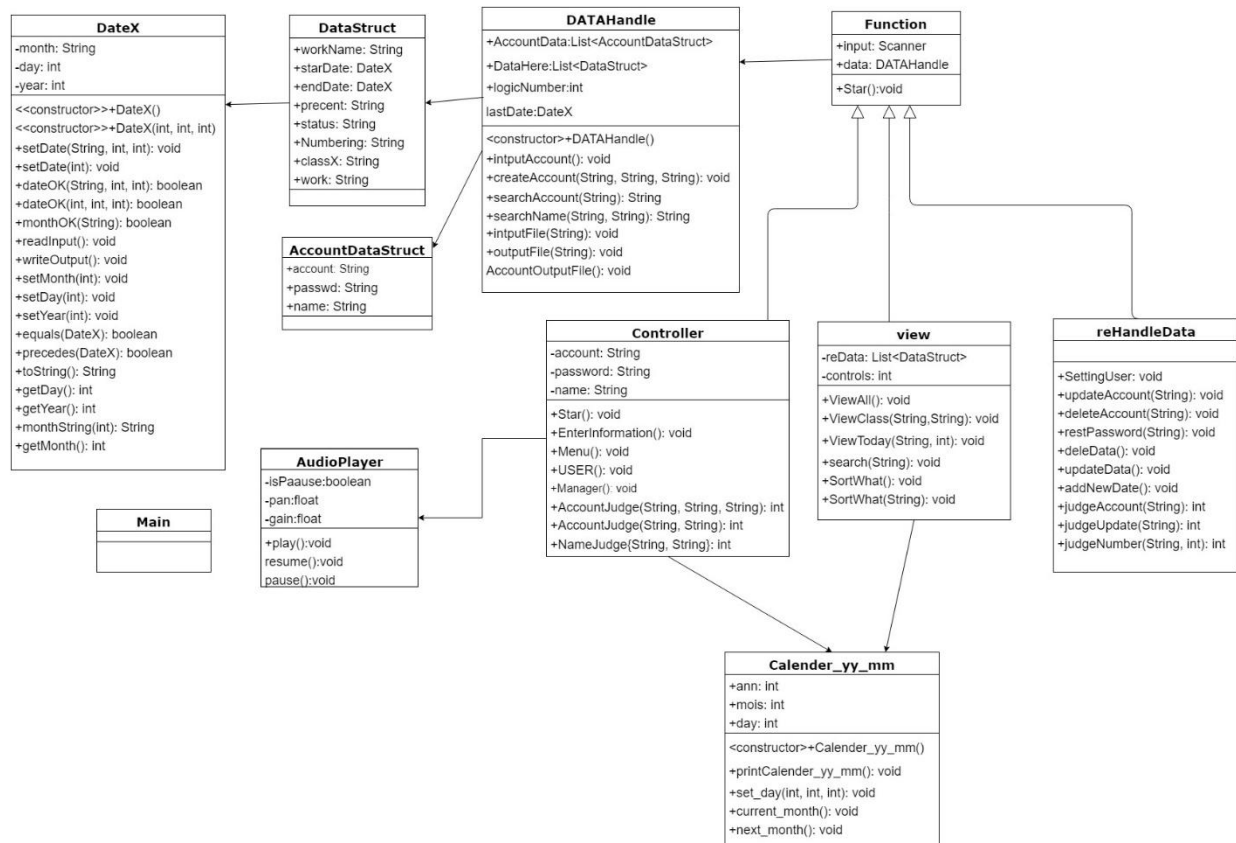 DateX
-month: String
-day: int
-year: int
<<constructor>>+DateX()
<<constructor>>+DateX(int, int, int)
+setDate(String, int, int): void
+setDate(int): void
+dateOK(String, int, int): boolean
+dateOK(int, int, int): boolean
+monthOK(String): boolean
+readInput(): void
+writeOutput(): void
+setMonth(int): void
+setDay(int): void
+setYear(int): void
+equals(DateX): boolean
+precedes(DateX): boolean
+toString(): String
+getDay(): int
+getYear(): int
+monthString(int): String
+getMonth(): int
DataStruct
+workName: String
+starDate: DateX
+endDate: DateX
+precent: String
+status: String
+Numbering: String
+classX: String
+work: String
AccountDataStruct
+account: String
+passwd: String
+name: String
DATAHandle
+AccountData:List<AccountDataStruct>
+DataHere:List<DataStruct>
+logicNumber:int
lastDate:DateX
<constructor>+DATAHandle()
+intputAccount(): void
+createAccount(String, String, String): void
+searchAccount(String): String
+searchName(String, String): String
+intputFile(String): void
+outputFile(String): void
AccountOutputFile(): void
Function
+input: Scanner
+data: DATAHandle
+Star():void
Controller
-account: String
-password: String
-name: String
+Star(): void
+EnterInformation(): void
+Menu(): void
+USER(): void
+Manager(): void
+AccountJudge(String, String, String): int
+AccountJudge(String, String): int
+NameJudge{String, String}: int
view
-reData: List<DataStruct>
-controls: int
+ViewAll(): void
+ViewClass(String,String): void
+ViewToday(String, int): void
+search(String): void
+SortWhat(): void
+SortWhat(String): void
reHandleData
+SettingUser: void
+updateAccount(String): void
+deleteAccount(String): void
+restPassword(String): void
+deleData(): void
+updateData(): void
+addNewDate(): void
+judgeAccount(String): int
+judgeUpdate(String): int
+judgeNumber(String, int): int
AudioPlayer
-isPaause:boolean
-pan:float
-gain:float
+play():void
resume():void
pause():void
Main
Calender_yy_mm
+ann: int
+mois: int
+day: int
<constructor>+Calender_yy_mm()
+printCalender_yy_mm(): void
+set_day(int, int, int): void
+current_month(): void
+next_month(): void